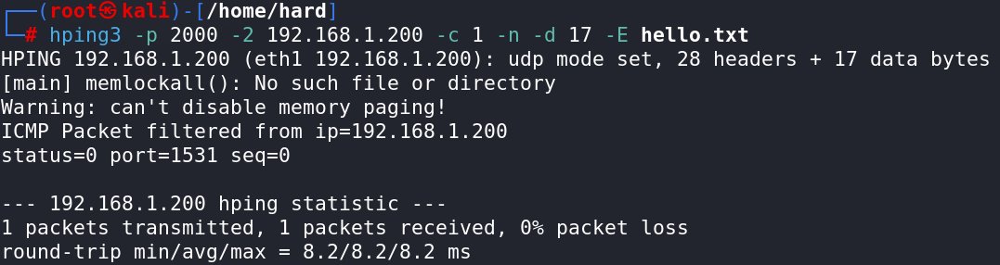 ┌──(root㉿kali)-[/home/hard]
└─# hping3 -p 2000 -2 192.168.1.200 -c 1 -n -d 17 -E hello.txt
HPING 192.168.1.200 (eth1 192.168.1.200): udp mode set, 28 headers + 17 data bytes
[main] memlockall(): No such file or directory
Warning: can't disable memory paging!
ICMP Packet filtered from ip=192.168.1.200
status=0 port=1531 seq=0

--- 192.168.1.200 hping statistic ---
1 packets transmitted, 1 packets received, 0% packet loss
round-trip min/avg/max = 8.2/8.2/8.2 ms